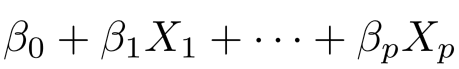 β₀ + β₁X₁ + ⋯ + βₚXₚ